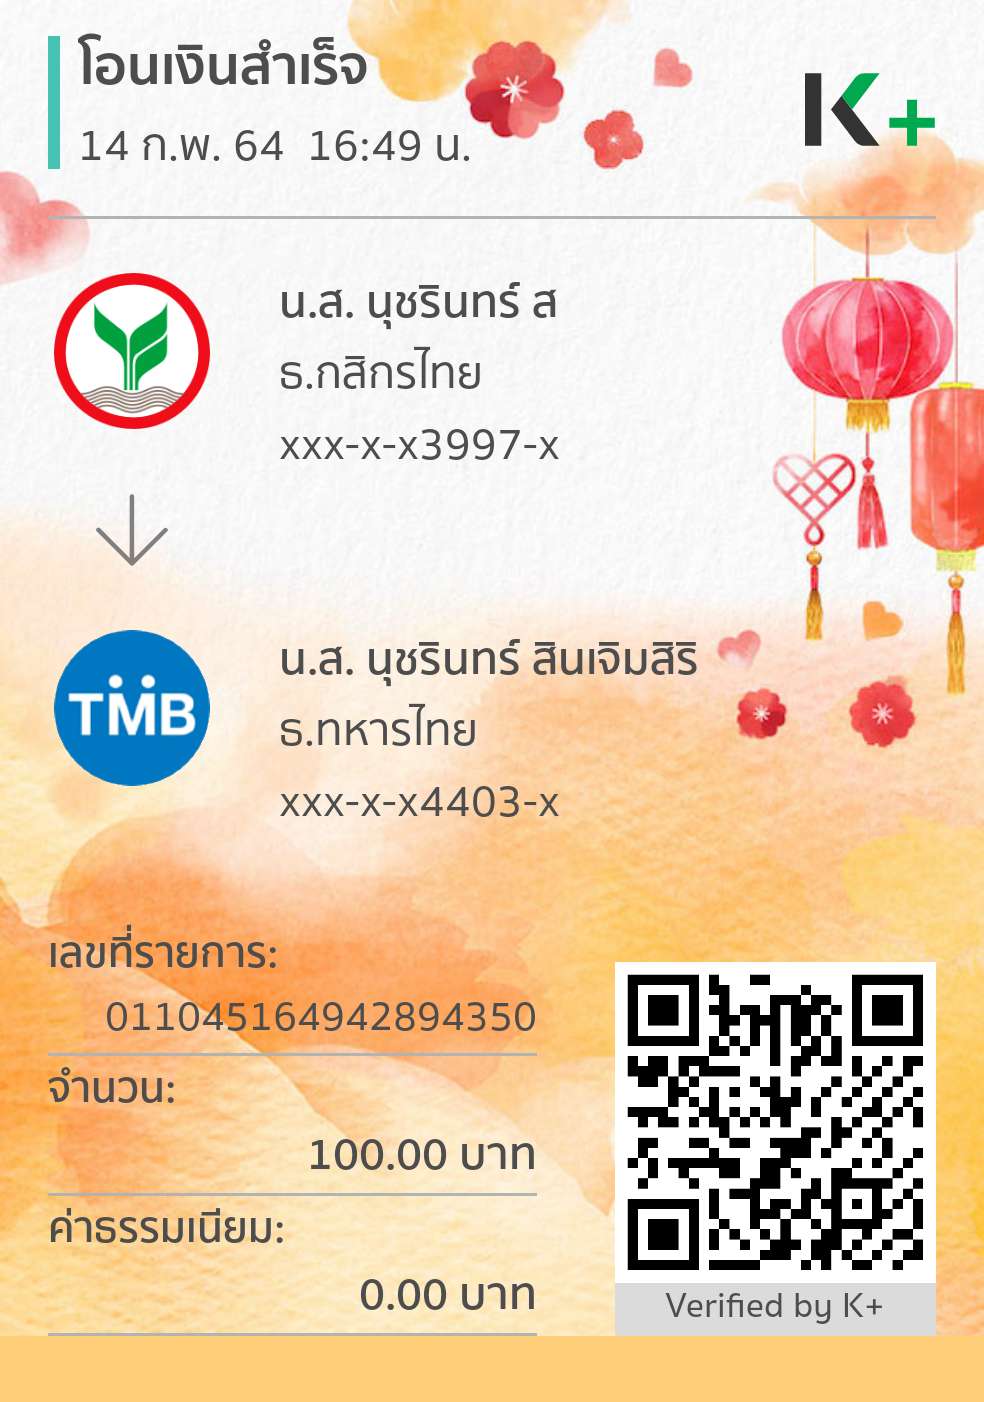 โอนเงินสำเร็จ
14 ก.พ. 64  16:49 น.
K+
น.ส. นุชรินทร์ ส
ธ.กสิกรไทย
xxx-x-x3997-x
TMB
น.ส. นุชรินทร์ สินเจิมสิริ
ธ.ทหารไทย
xxx-x-x4403-x
เลขที่รายการ:
011045164942894350
จำนวน:
100.00 บาท
ค่าธรรมเนียม:
0.00 บาท
Verified by K+